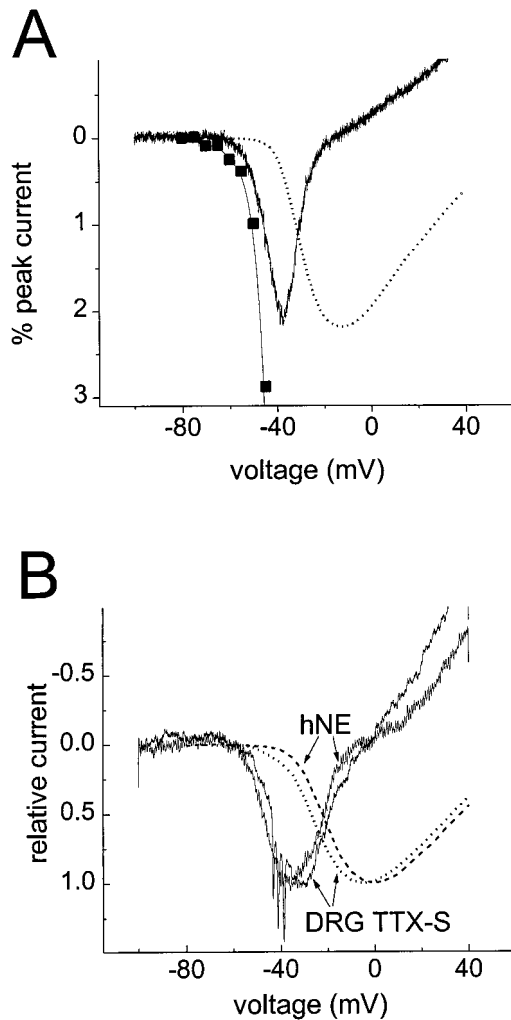 A
0
1
2
3
% peak current
-80 -40 0 40
voltage (mV)
B
-0.5
0.0
0.5
1.0
relative current
hNE
DRG TTX-S
-80 -40 0 40
voltage (mV)